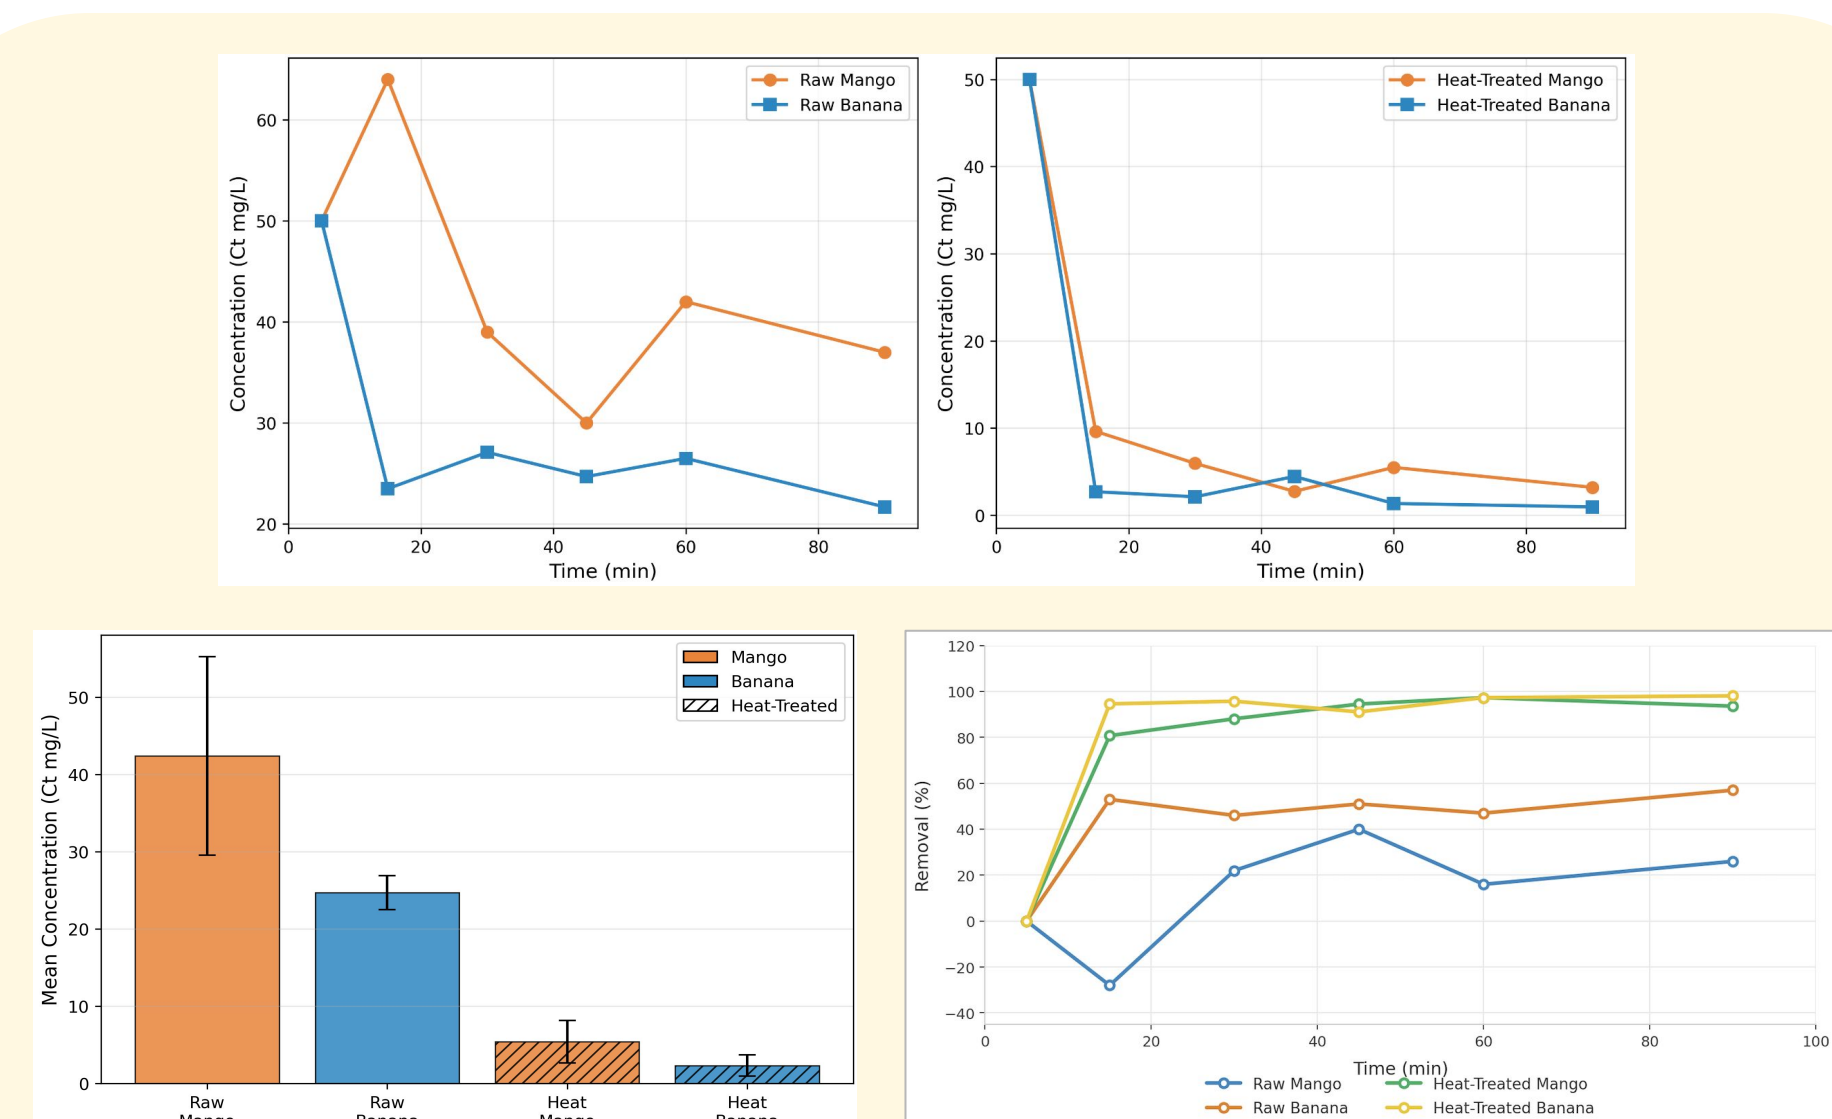 Raw Mango
Raw Banana
60
50
40
30
20
0 20 40 60 80
Concentration (Ct mg/L)
Time (min)
Heat-Treated Mango
Heat-Treated Banana
50
40
30
20
10
0
0 20 40 60 80
Concentration (Ct mg/L)
Time (min)
Mango
Banana
Heat-Treated
50
40
30
20
10
0
Mean Concentration (Ct mg/L)
Raw Raw Heat Heat
Mango Banana Mango Banana
120
100
80
60
40
20
0
−20
−40
0 20 40 60 80 100
Removal (%)
Time (min)
Raw Mango Heat-Treated Mango
Raw Banana Heat-Treated Banana